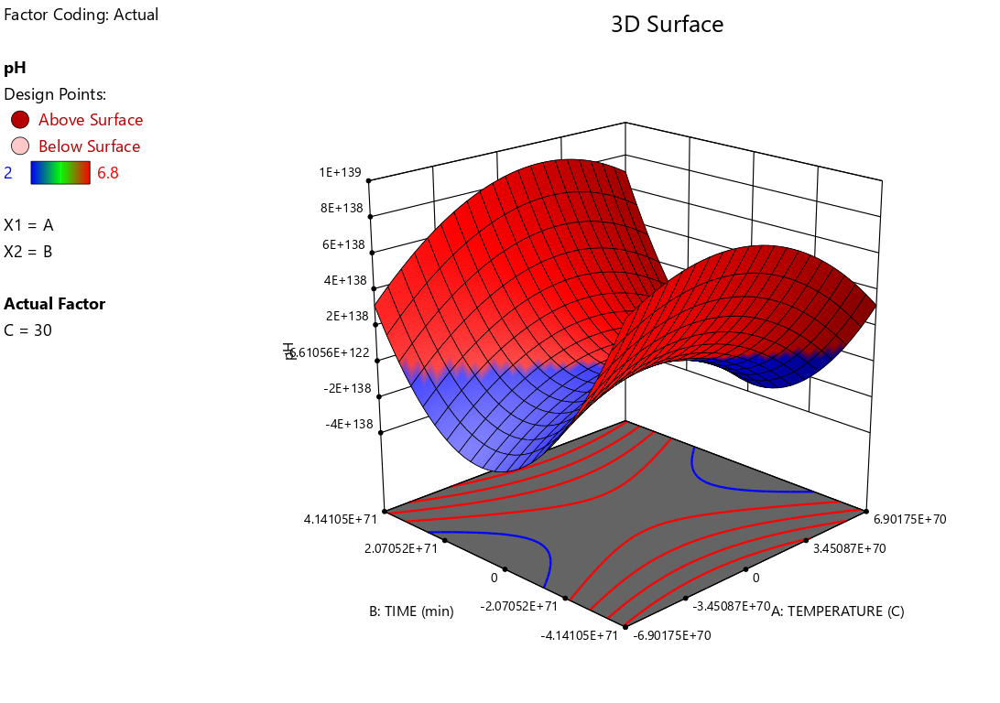 Factor Coding: Actual
3D Surface
pH
Design Points:
Above Surface
Below Surface
2 6.8
X1 = A
X2 = B
Actual Factor
C = 30
1E+139
8E+138
6E+138
4E+138
2E+138
6.61056E+122
-2E+138
-4E+138
pH
4.14105E+71
2.07052E+71
0
-2.07052E+71
-4.14105E+71
B: TIME (min)
6.90175E+70
3.45087E+70
0
-3.45087E+70
-6.90175E+70
A: TEMPERATURE (C)